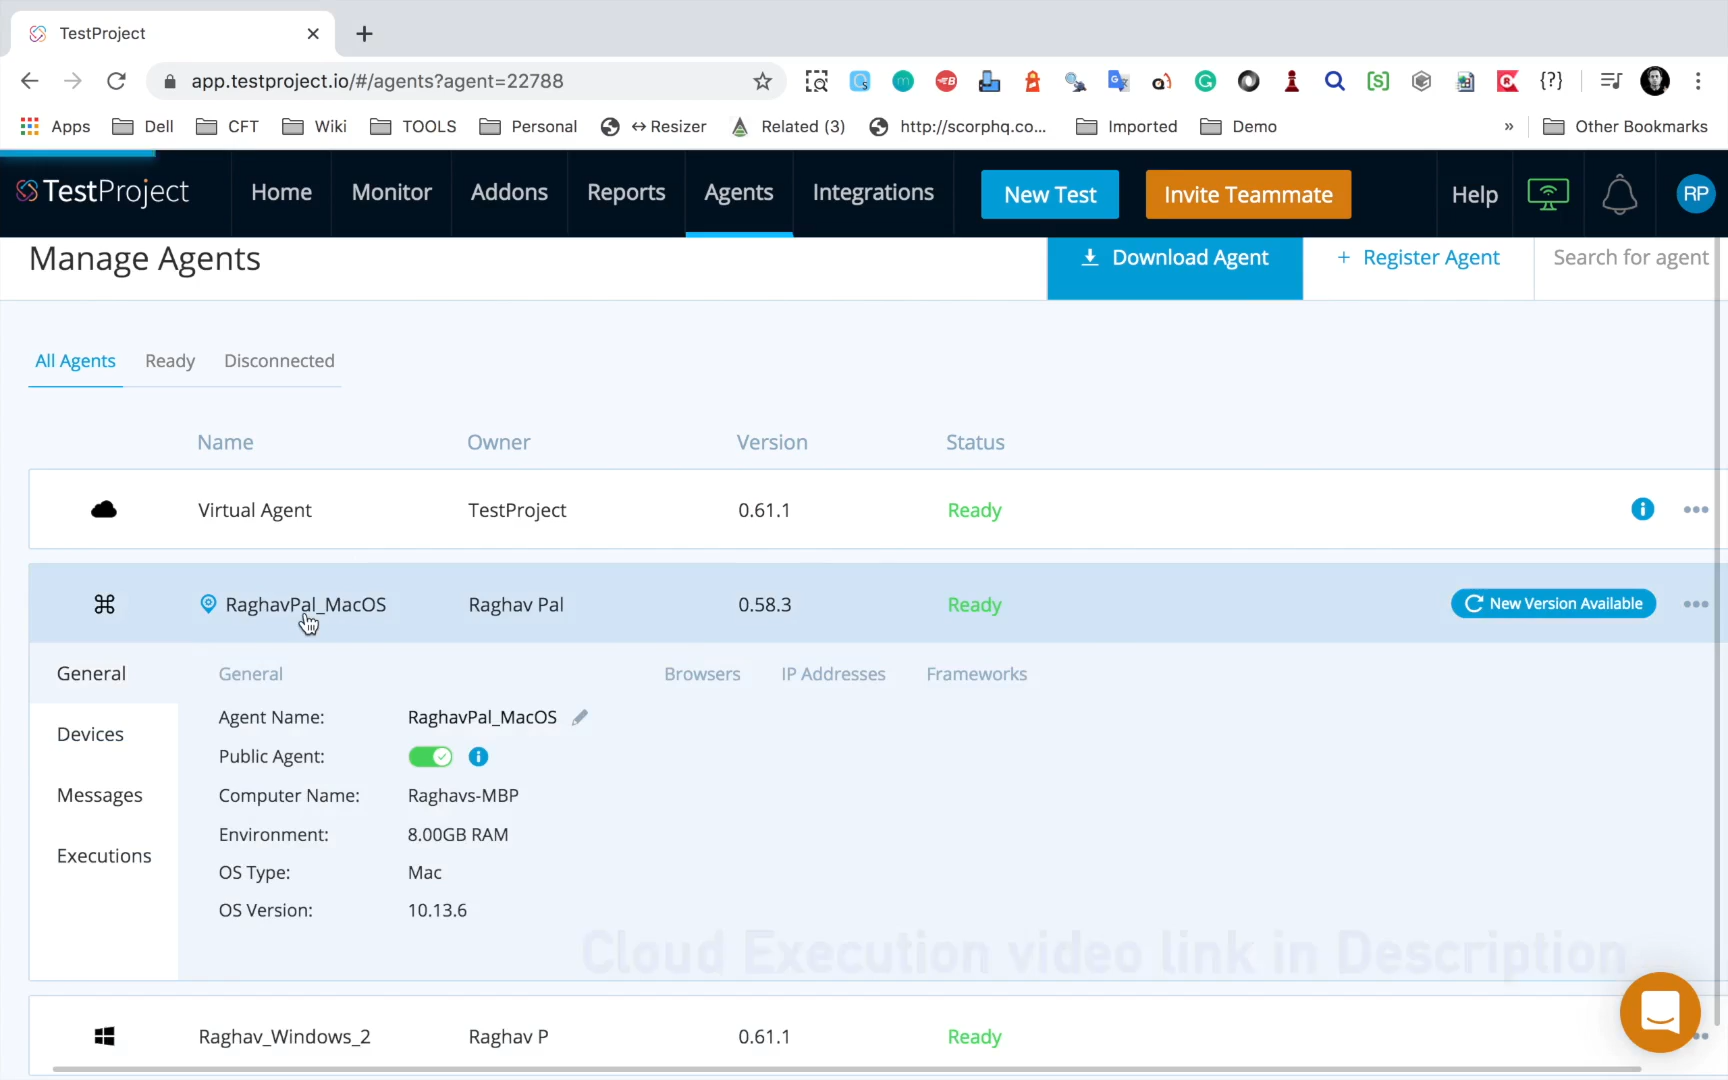 TestProject
app.testproject.io/#/agents?agent=22788
Apps Dell CFT Wiki TOOLS Personal ↔Resizer Related (3) http://scorphq.co... Imported Demo » Other Bookmarks
TestProject Home Monitor Addons Reports Agents Integrations New Test Invite Teammate Help RP
Manage Agents Download Agent + Register Agent Search for agent
All Agents Ready Disconnected
Name Owner Version Status
Virtual Agent TestProject 0.61.1 Ready
RaghavPal_MacOS Raghav Pal 0.58.3 Ready New Version Available
General General Browsers IP Addresses Frameworks
Agent Name: RaghavPal_MacOS
Devices
Public Agent:
Messages Computer Name: Raghavs-MBP
Environment: 8.00GB RAM
Executions
OS Type: Mac
OS Version: 10.13.6
Cloud Execution video link in Description
Raghav_Windows_2 Raghav P 0.61.1 Ready